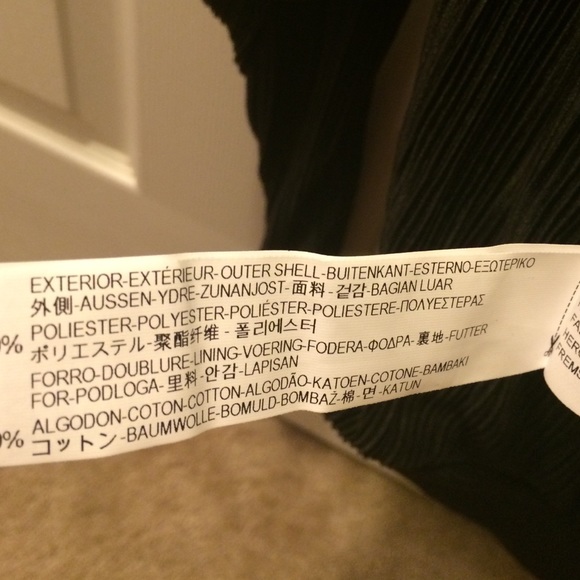 EXTERIOR-EXTÉRIEUR-OUTER SHELL-BUITENKANT-ESTERNO-ΕΞΩΤΕΡΙΚΟ
外側-AUSSEN-YDRE-ZUNANJOST-面料-겉감-BAGIAN LUAR
0% POLIESTER-POLYESTER-POLIÉSTER-POLIESTERE-ΠΟΛΥΕΣΤΕΡΑΣ
ポリエステル-聚酯纤维-폴리에스터
FORRO-DOUBLURE-LINING-VOERING-FODERA-ΦΟΔΡΑ-裏地-FUTTER
FOR-PODLOGA-里料-안감-LAPISAN
0% ALGODON-COTON-COTTON-ALGODÃO-KATOEN-COTONE-BAMBAKI
コットン-BAUMWOLLE-BOMULD-BOMBAŽ-棉-면-KATUN